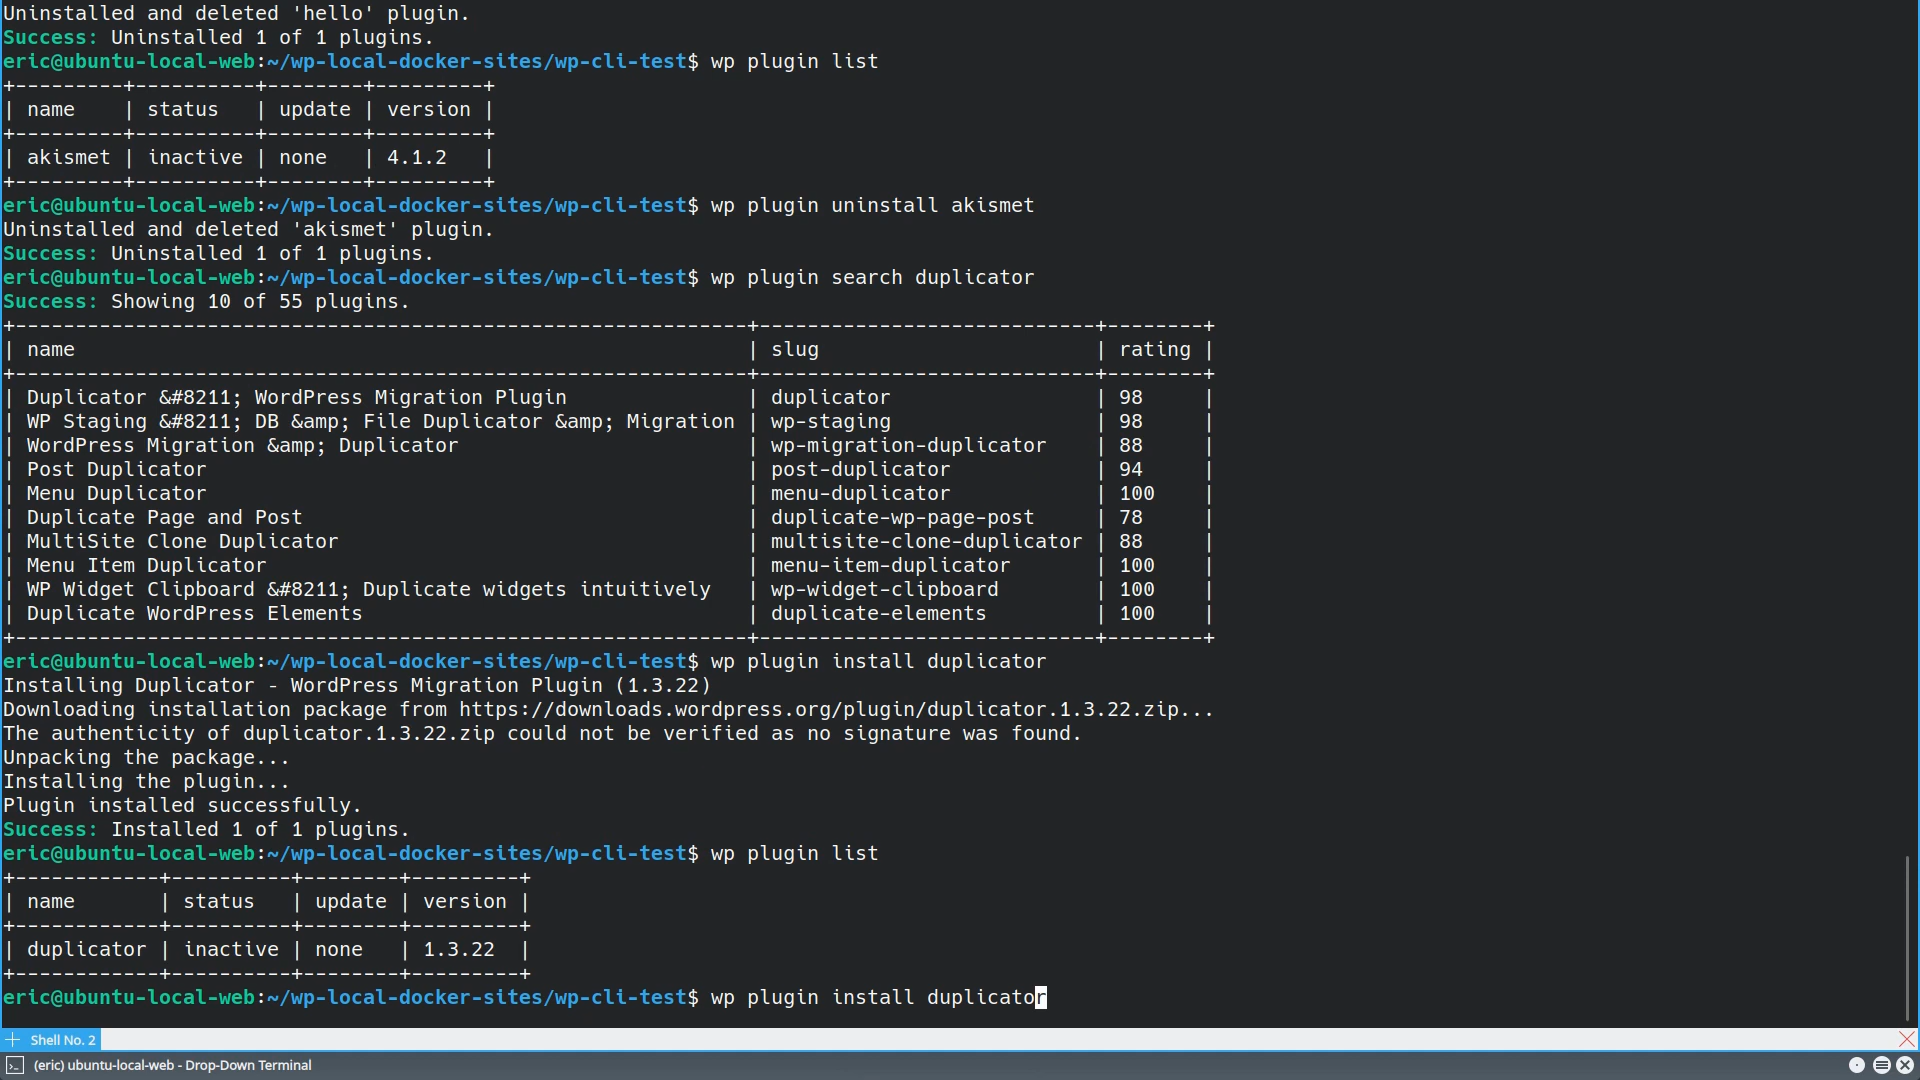 Uninstalled and deleted 'hello' plugin.
Success: Uninstalled 1 of 1 plugins.
eric@ubuntu-local-web:~/wp-local-docker-sites/wp-cli-test$ wp plugin list
+---------+----------+--------+---------+
| name    | status   | update | version |
+---------+----------+--------+---------+
| akismet | inactive | none   | 4.1.2   |
+---------+----------+--------+---------+
eric@ubuntu-local-web:~/wp-local-docker-sites/wp-cli-test$ wp plugin uninstall akismet
Uninstalled and deleted 'akismet' plugin.
Success: Uninstalled 1 of 1 plugins.
eric@ubuntu-local-web:~/wp-local-docker-sites/wp-cli-test$ wp plugin search duplicator
Success: Showing 10 of 55 plugins.
+-------------------------------------------------------------+----------------------------+--------+
| name                                                        | slug                       | rating |
+-------------------------------------------------------------+----------------------------+--------+
| Duplicator &#8211; WordPress Migration Plugin               | duplicator                 | 98     |
| WP Staging &#8211; DB &amp; File Duplicator &amp; Migration | wp-staging                 | 98     |
| WordPress Migration &amp; Duplicator                        | wp-migration-duplicator    | 88     |
| Post Duplicator                                             | post-duplicator            | 94     |
| Menu Duplicator                                             | menu-duplicator            | 100    |
| Duplicate Page and Post                                     | duplicate-wp-page-post     | 78     |
| MultiSite Clone Duplicator                                  | multisite-clone-duplicator | 88     |
| Menu Item Duplicator                                        | menu-item-duplicator       | 100    |
| WP Widget Clipboard &#8211; Duplicate widgets intuitively   | wp-widget-clipboard        | 100    |
| Duplicate WordPress Elements                                | duplicate-elements         | 100    |
+-------------------------------------------------------------+----------------------------+--------+
eric@ubuntu-local-web:~/wp-local-docker-sites/wp-cli-test$ wp plugin install duplicator
Installing Duplicator - WordPress Migration Plugin (1.3.22)
Downloading installation package from https://downloads.wordpress.org/plugin/duplicator.1.3.22.zip...
The authenticity of duplicator.1.3.22.zip could not be verified as no signature was found.
Unpacking the package...
Installing the plugin...
Plugin installed successfully.
Success: Installed 1 of 1 plugins.
eric@ubuntu-local-web:~/wp-local-docker-sites/wp-cli-test$ wp plugin list
+------------+----------+--------+---------+
| name       | status   | update | version |
+------------+----------+--------+---------+
| duplicator | inactive | none   | 1.3.22  |
+------------+----------+--------+---------+
eric@ubuntu-local-web:~/wp-local-docker-sites/wp-cli-test$ wp plugin install duplicator
Shell No. 2
(eric) ubuntu-local-web - Drop-Down Terminal